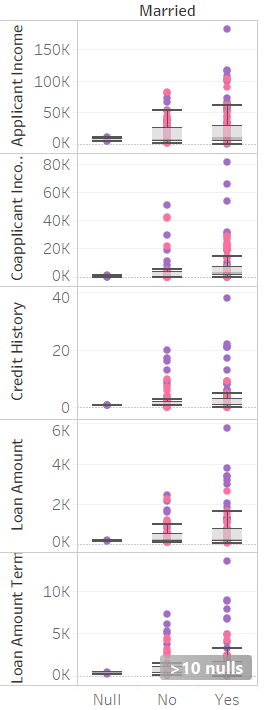 Married
Applicant Income
150K
100K
50K
0K
Coapplicant Inco..
80K
60K
40K
20K
0K
Credit History
40
20
0
Loan Amount
6K
4K
2K
0K
Loan Amount Term
10K
5K
0K
>10 nulls
Null No Yes